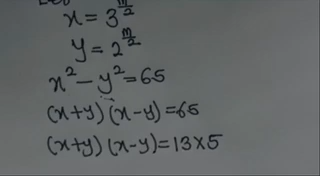 x = 3^(m/2)
y = 2^(m/2)
x² - y² = 65
(x+y) (x-y) = 65
(x+y) (x-y) = 13×5